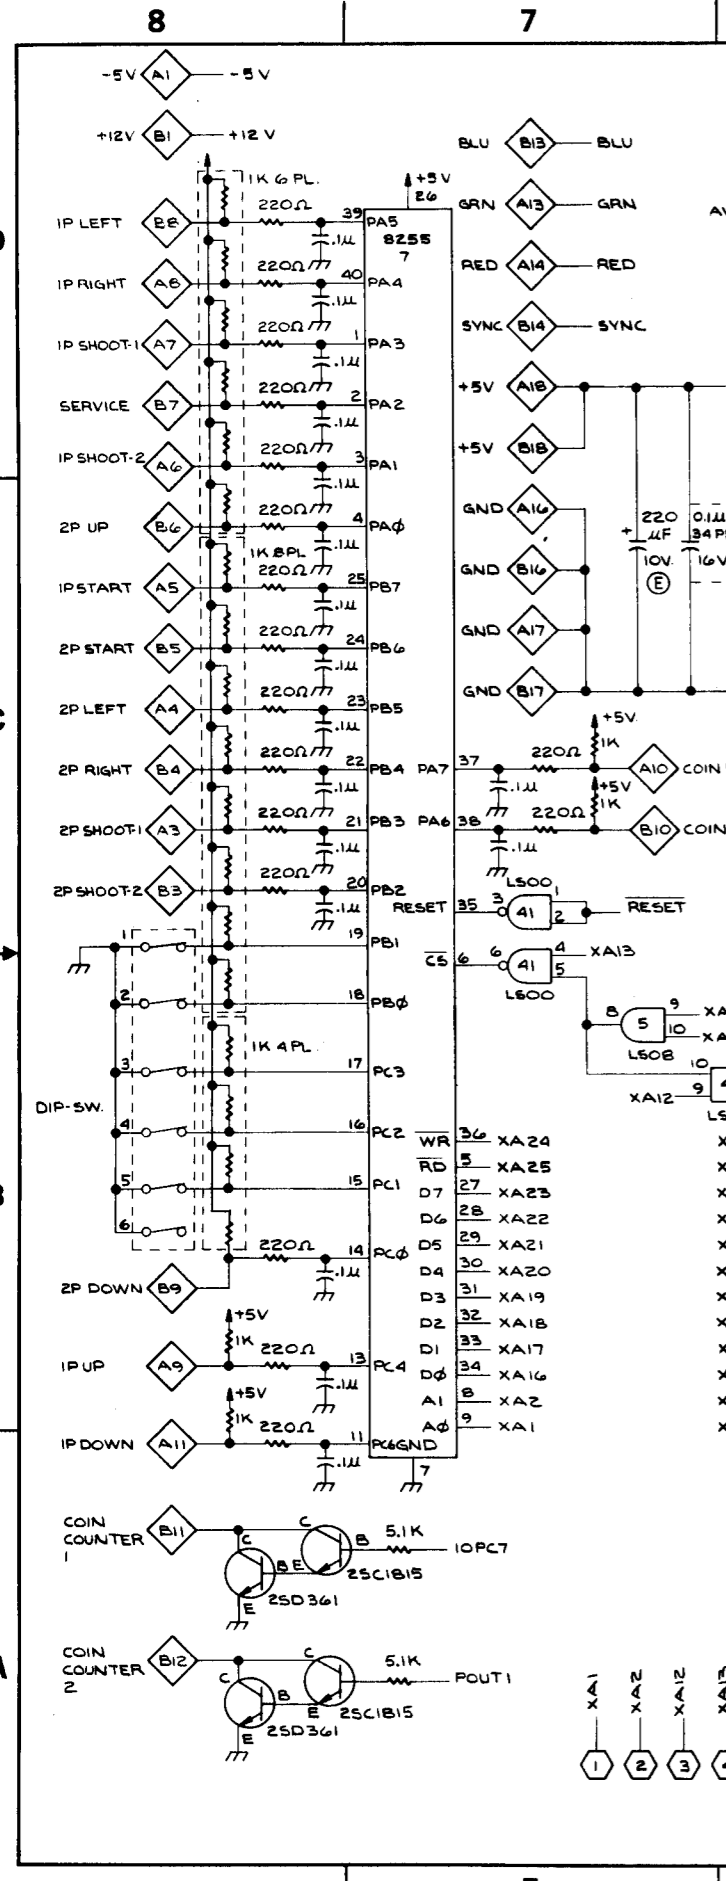 8 7
-5V A1 -5V
+12V B1 +12V
BLU B13 BLU
1K 6 PL.
+5V
26
GRN A13 GRN
1P LEFT B8 220Ω .1µ 39 PA5
8255
7
RED A14 RED
1P RIGHT A8 220Ω .1µ 40 PA4
SYNC B14 SYNC
1P SHOOT-1 A7 220Ω .1µ 1 PA3
+5V A18
SERVICE B7 220Ω .1µ 2 PA2
+5V B18
1P SHOOT-2 A6 220Ω .1µ 3 PA1
GND A16
220
µF
10V
E
0.1µ
16V
2P UP B6 220Ω .1µ 4 PAØ
1K 8PL
GND B16
1P START A5 220Ω .1µ 25 PB7
GND A17
2P START B5 220Ω .1µ 24 PB6
GND B17
2P LEFT A4 220Ω .1µ 23 PB5
+5V
1K
2P RIGHT B4 220Ω .1µ 22 PB4 PA7 37 .1µ 220Ω A10 COIN
+5V
1K
2P SHOOT-1 A3 220Ω .1µ 21 PB3 PA6 38 .1µ 220Ω B10 COIN
2P SHOOT-2 B3 220Ω .1µ 20 PB2
RESET 35 3 41 1 2 LS00 RESET
1 19 PB1
CS 6 6 41 4 5 LS00 XA13
2 18 PBØ
8 5 9 10 LS08
1K 4 PL.
3 17 PC3
10
XA12 9
DIP-SW.
4 16 PC2
WR 36 XA24
RD 5 XA25
5 15 PC1
D7 27 XA23
D6 28 XA22
6
D5 29 XA21
14 PCØ 220Ω .1µ
D4 30 XA20
2P DOWN B9
D3 31 XA19
D2 32 XA18
+5V
1K
D1 33 XA17
1P UP A9 220Ω .1µ 13 PC4
DØ 34 XA16
A1 8 XA2
+5V
1K
AØ 9 XA1
1P DOWN A11 220Ω .1µ 11 PC6 GND
7
COIN
COUNTER
1
B11 C C B 5.1K IOPC7
B E 2SC1815
E 2SD361
COIN
COUNTER
2
B12 C C 5.1K POUT1
B E 2SC1815
E 2SD361
XA1 XA2 XA12 XA13
1 2 3